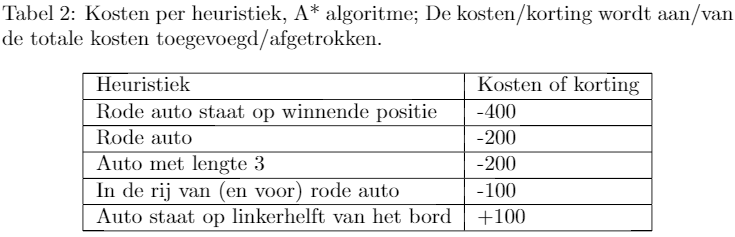 Tabel 2: Kosten per heuristiek, A* algoritme; De kosten/korting wordt aan/van
de totale kosten toegevoegd/afgetrokken.
Heuristiek Kosten of korting
Rode auto staat op winnende positie -400
Rode auto -200
Auto met lengte 3 -200
In de rij van (en voor) rode auto -100
Auto staat op linkerhelft van het bord +100